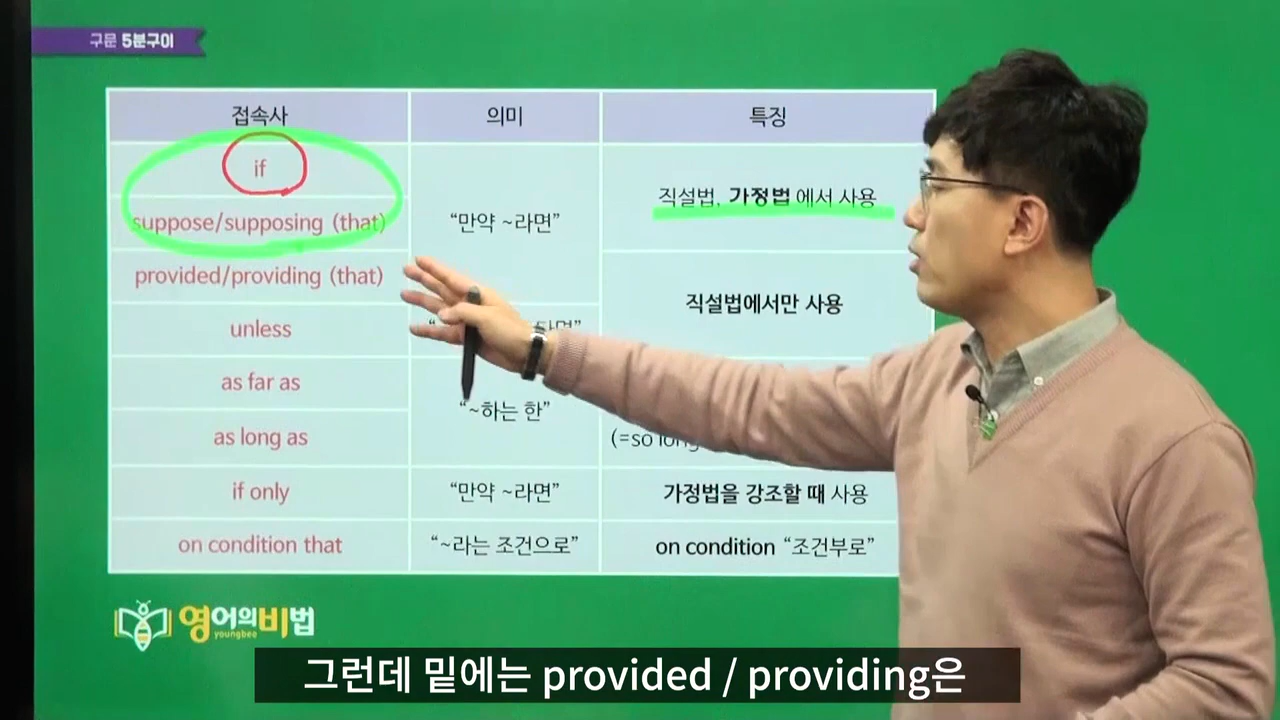 구문 5분구이
접속사 의미 특징
if
직설법, 가정법 에서 사용
suppose/supposing (that) “만약 ~라면”
provided/providing (that)
직설법에서만 사용
unless
as far as
“~하는 한”
as long as
(=so long
if only “만약 ~라면” 가정법을 강조할 때 사용
on condition that “~라는 조건으로” on condition “조건부로”
영어의비법
youngbee
그런데 밑에는 provided / providing은